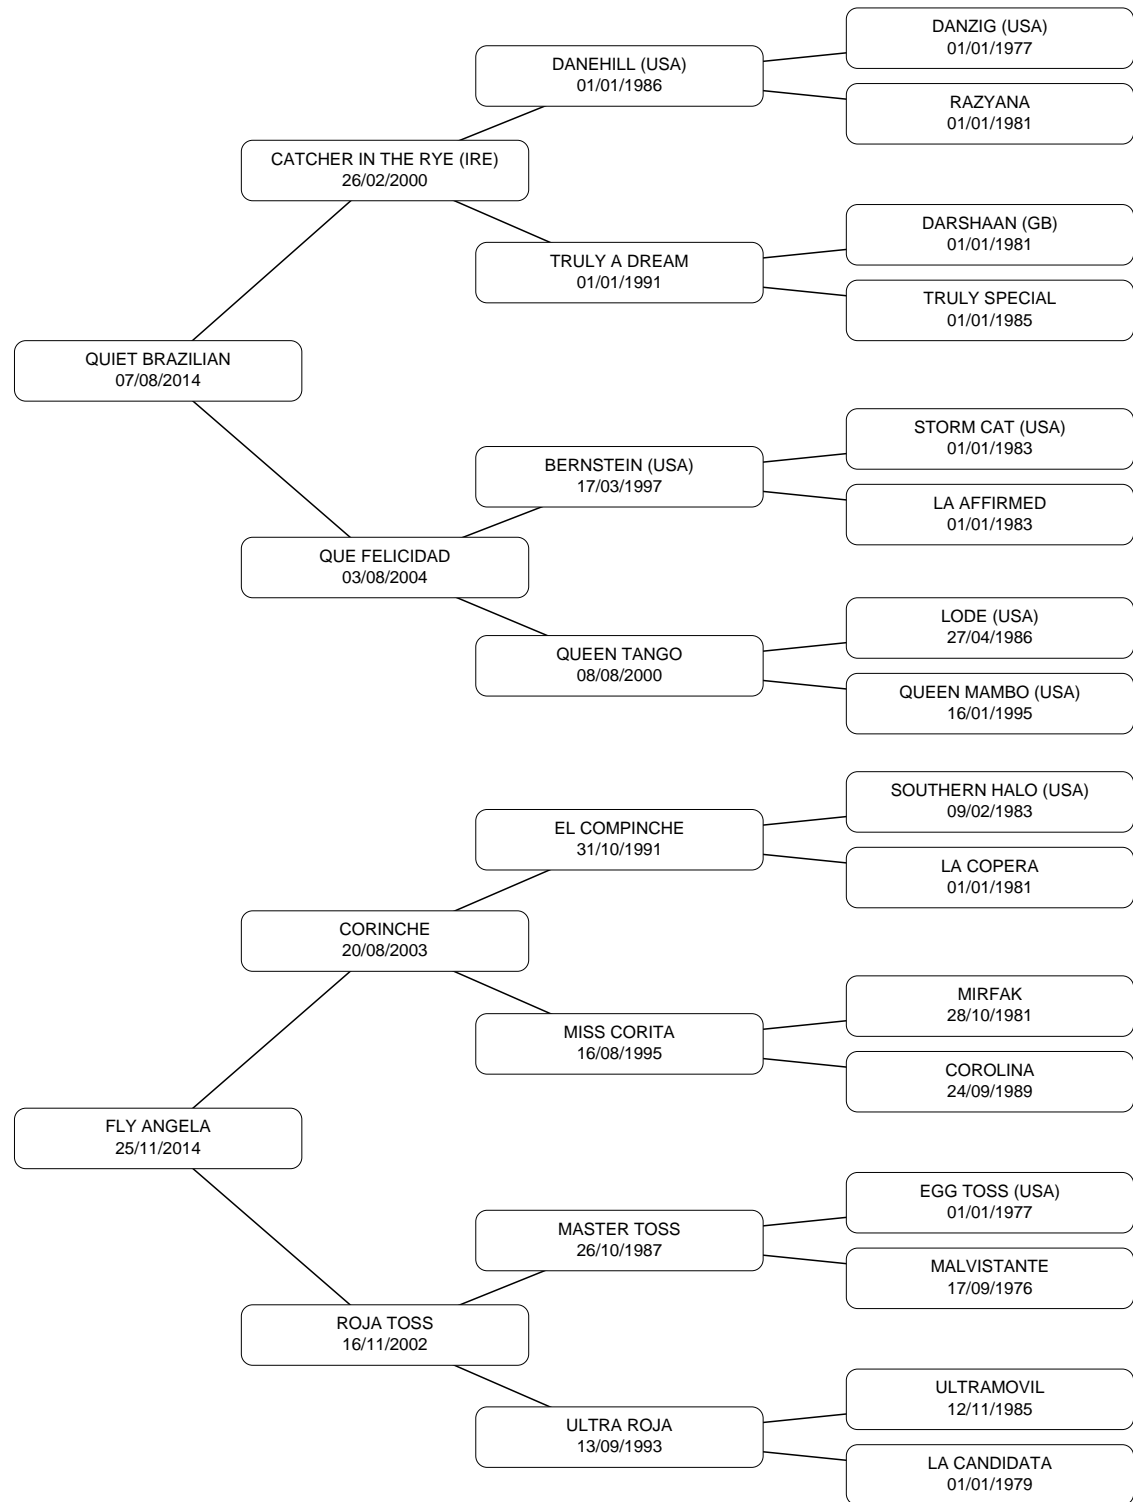 DANZIG (USA)
01/01/1977
DANEHILL (USA)
01/01/1986
RAZYANA
01/01/1981
CATCHER IN THE RYE (IRE)
26/02/2000
DARSHAAN (GB)
01/01/1981
TRULY A DREAM
01/01/1991
TRULY SPECIAL
01/01/1985
QUIET BRAZILIAN
07/08/2014
STORM CAT (USA)
01/01/1983
BERNSTEIN (USA)
17/03/1997
LA AFFIRMED
01/01/1983
QUE FELICIDAD
03/08/2004
LODE (USA)
27/04/1986
QUEEN TANGO
08/08/2000
QUEEN MAMBO (USA)
16/01/1995
SOUTHERN HALO (USA)
09/02/1983
EL COMPINCHE
31/10/1991
LA COPERA
01/01/1981
CORINCHE
20/08/2003
MIRFAK
28/10/1981
MISS CORITA
16/08/1995
COROLINA
24/09/1989
FLY ANGELA
25/11/2014
EGG TOSS (USA)
01/01/1977
MASTER TOSS
26/10/1987
MALVISTANTE
17/09/1976
ROJA TOSS
16/11/2002
ULTRAMOVIL
12/11/1985
ULTRA ROJA
13/09/1993
LA CANDIDATA
01/01/1979